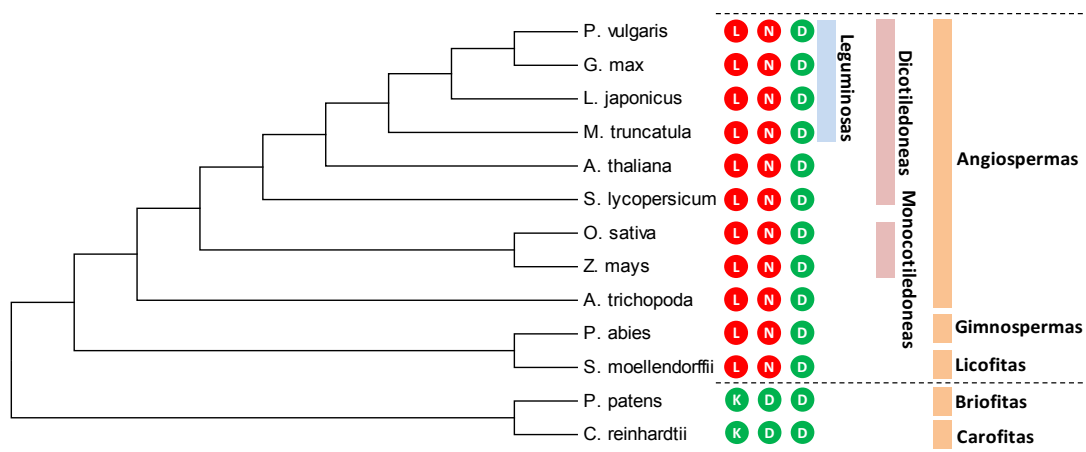 P. vulgaris L N D
G. max L N D
L. japonicus L N D
M. truncatula L N D
A. thaliana L N D
S. lycopersicum L N D
O. sativa L N D
Z. mays L N D
A. trichopoda L N D
P. abies L N D
S. moellendorffii L N D
P. patens K D D
C. reinhardtii K D D
Leguminosas
Dicotiledoneas
Monocotiledoneas
Angiospermas
Gimnospermas
Licofitas
Briofitas
Carofitas